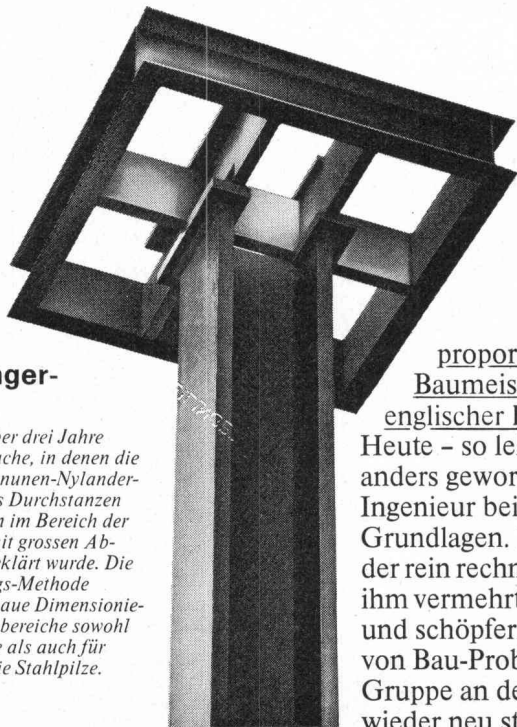 ger-
er drei Jahre
che, in denen die
nunen-Nylander-
s Durchstanzen
n im Bereich der
it grossen Ab-
klärt wurde. Die
gs-Methode
aue Dimensionie-
bereiche sowohl
e als auch für
ie Stahlpilze.
propor
Baumeis
englischer
Heute – so le
anders gewor
Ingenieur bei
Grundlagen.
der rein rechn
ihm vermehrt
und schöpfer
von Bau-Prob
Gruppe an de
wieder neu st